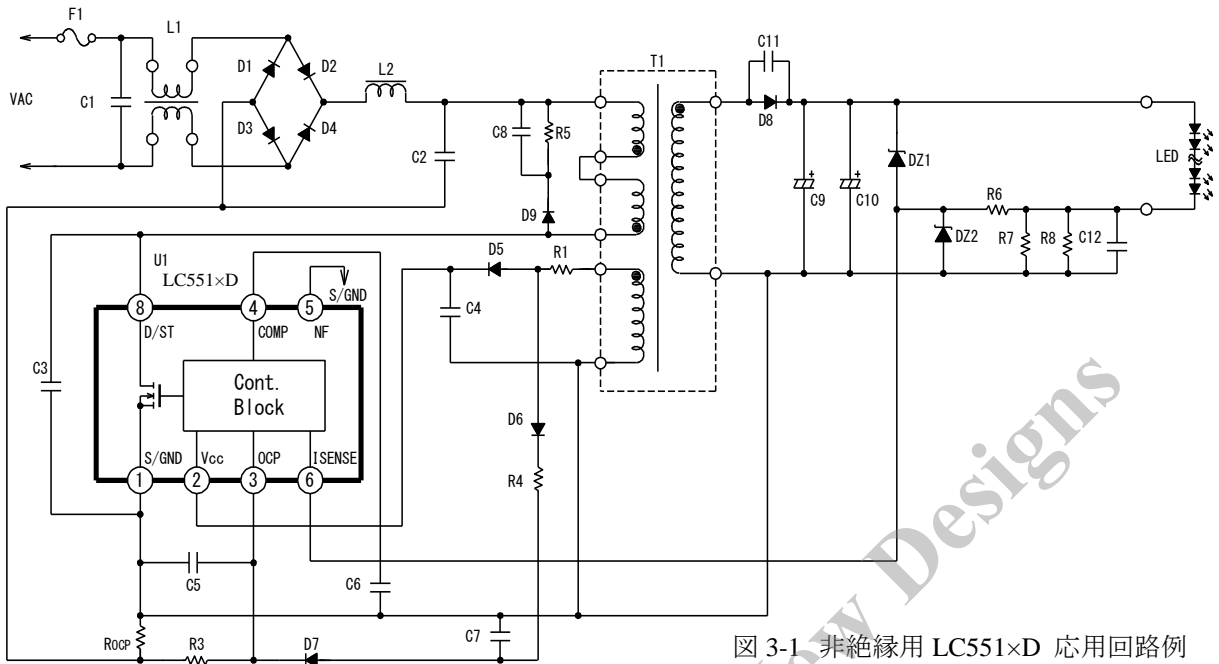 F1
L1
VAC
C1
D1
D2
D3
D4
L2
C2
C8
R5
D9
T1
C11
D8
C9
+
C10
+
DZ1
LED
R6
DZ2
R7
R8
C12
U1
LC551×D
S/GND
8
4
5
D/ST
COMP
NF
C3
Cont.
Block
S/GND
Vcc
OCP
ISENSE
1
2
3
6
D5
R1
C4
D6
R4
C5
C6
ROCP
R3
D7
C7
ew Designs
図 3-1 非絶縁用 LC551×D 応用回路例